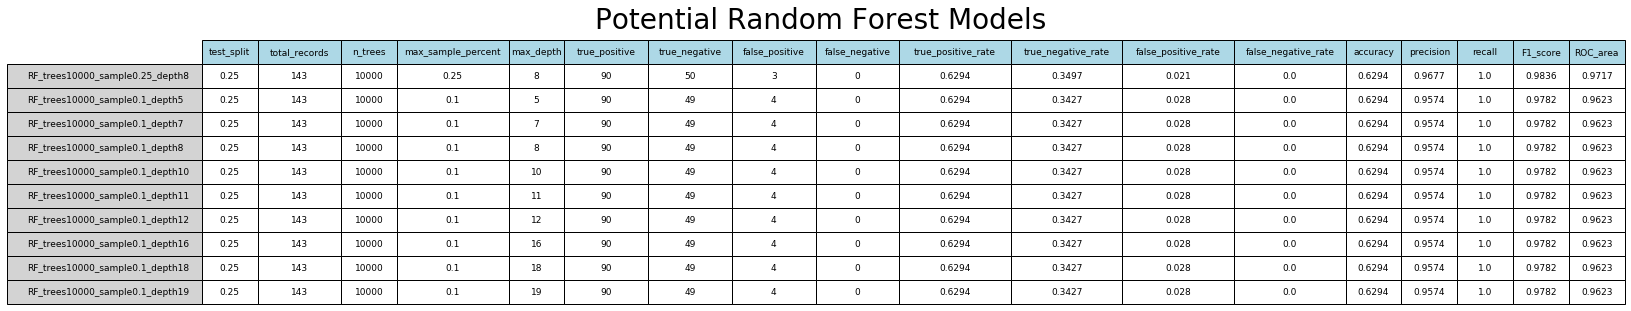 Potential Random Forest Models
test_split total_records n_trees max_sample_percent max_depth true_positive true_negative false_positive false_negative true_positive_rate true_negative_rate false_positive_rate false_negative_rate accuracy precision recall F1_score ROC_area
RF_trees10000_sample0.25_depth8 0.25 143 10000 0.25 8 90 50 3 0 0.6294 0.3497 0.021 0.0 0.6294 0.9677 1.0 0.9836 0.9717
RF_trees10000_sample0.1_depth5 0.25 143 10000 0.1 5 90 49 4 0 0.6294 0.3427 0.028 0.0 0.6294 0.9574 1.0 0.9782 0.9623
RF_trees10000_sample0.1_depth7 0.25 143 10000 0.1 7 90 49 4 0 0.6294 0.3427 0.028 0.0 0.6294 0.9574 1.0 0.9782 0.9623
RF_trees10000_sample0.1_depth8 0.25 143 10000 0.1 8 90 49 4 0 0.6294 0.3427 0.028 0.0 0.6294 0.9574 1.0 0.9782 0.9623
RF_trees10000_sample0.1_depth10 0.25 143 10000 0.1 10 90 49 4 0 0.6294 0.3427 0.028 0.0 0.6294 0.9574 1.0 0.9782 0.9623
RF_trees10000_sample0.1_depth11 0.25 143 10000 0.1 11 90 49 4 0 0.6294 0.3427 0.028 0.0 0.6294 0.9574 1.0 0.9782 0.9623
RF_trees10000_sample0.1_depth12 0.25 143 10000 0.1 12 90 49 4 0 0.6294 0.3427 0.028 0.0 0.6294 0.9574 1.0 0.9782 0.9623
RF_trees10000_sample0.1_depth16 0.25 143 10000 0.1 16 90 49 4 0 0.6294 0.3427 0.028 0.0 0.6294 0.9574 1.0 0.9782 0.9623
RF_trees10000_sample0.1_depth18 0.25 143 10000 0.1 18 90 49 4 0 0.6294 0.3427 0.028 0.0 0.6294 0.9574 1.0 0.9782 0.9623
RF_trees10000_sample0.1_depth19 0.25 143 10000 0.1 19 90 49 4 0 0.6294 0.3427 0.028 0.0 0.6294 0.9574 1.0 0.9782 0.9623